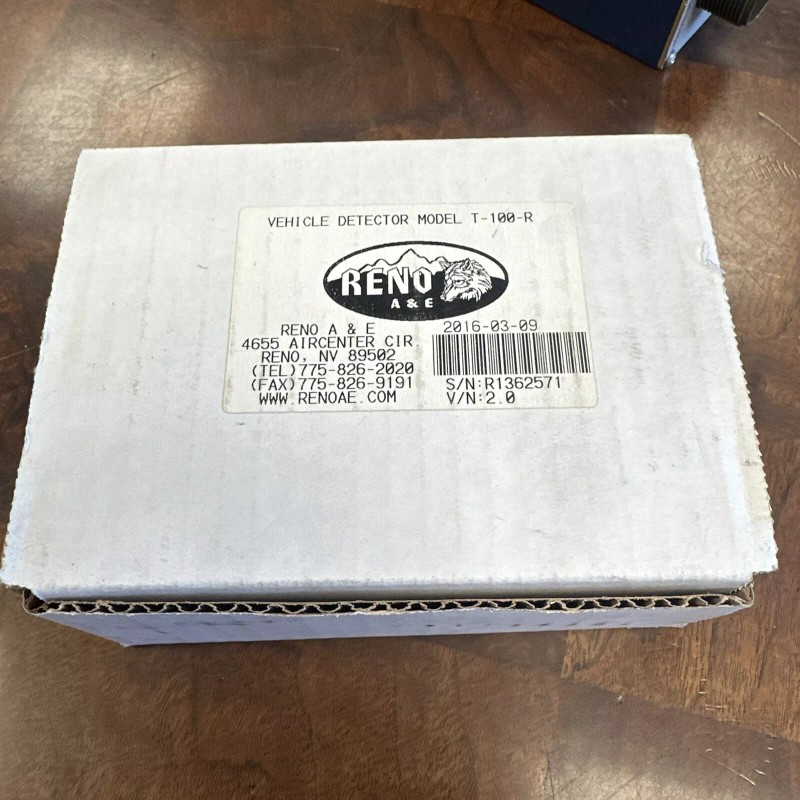 VEHICLE DETECTOR MODEL T-100-R
RENO
A & E
RENO A & E
4655 AIRCENTER CIR.
RENO, NV 89502
(TEL)775-826-2020
(FAX)775-826-9191
WWW.RENOAE.COM
2016-03-09
S/N:R1362571
V/N:2.0